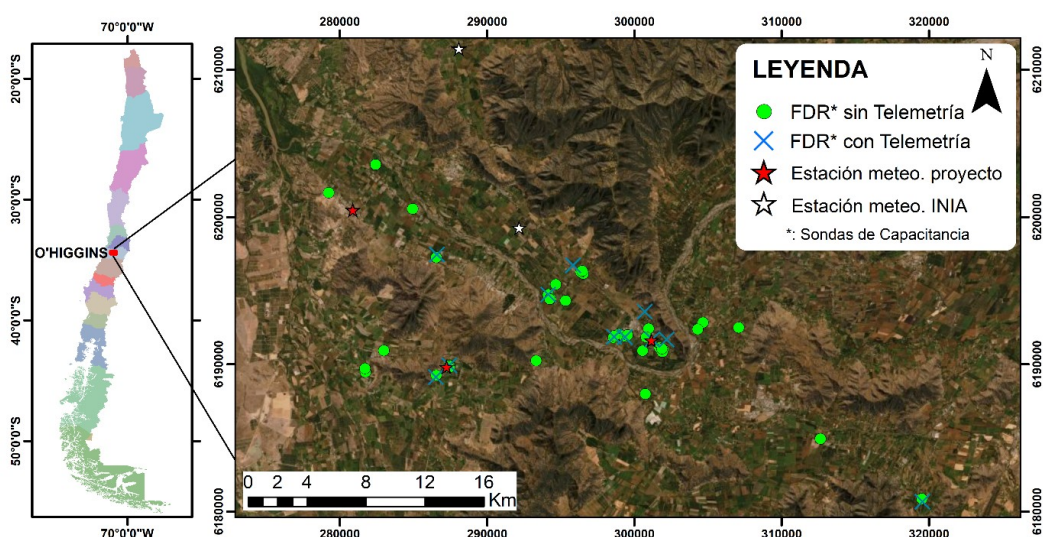 70°0'0"W
20°0'0"S
30°0'0"S
O'HIGGINS
40°0'0"S
50°0'0"S
70°0'0"W
280000
290000
300000
310000
320000
6210000
6200000
6190000
6180000
LEYENDA
N
FDR* sin Telemetría
FDR* con Telemetría
Estación meteo. proyecto
Estación meteo. INIA
*: Sondas de Capacitancia
0 2 4 8 12 16
Km
6210000
6200000
6190000
6180000
280000
290000
300000
310000
320000